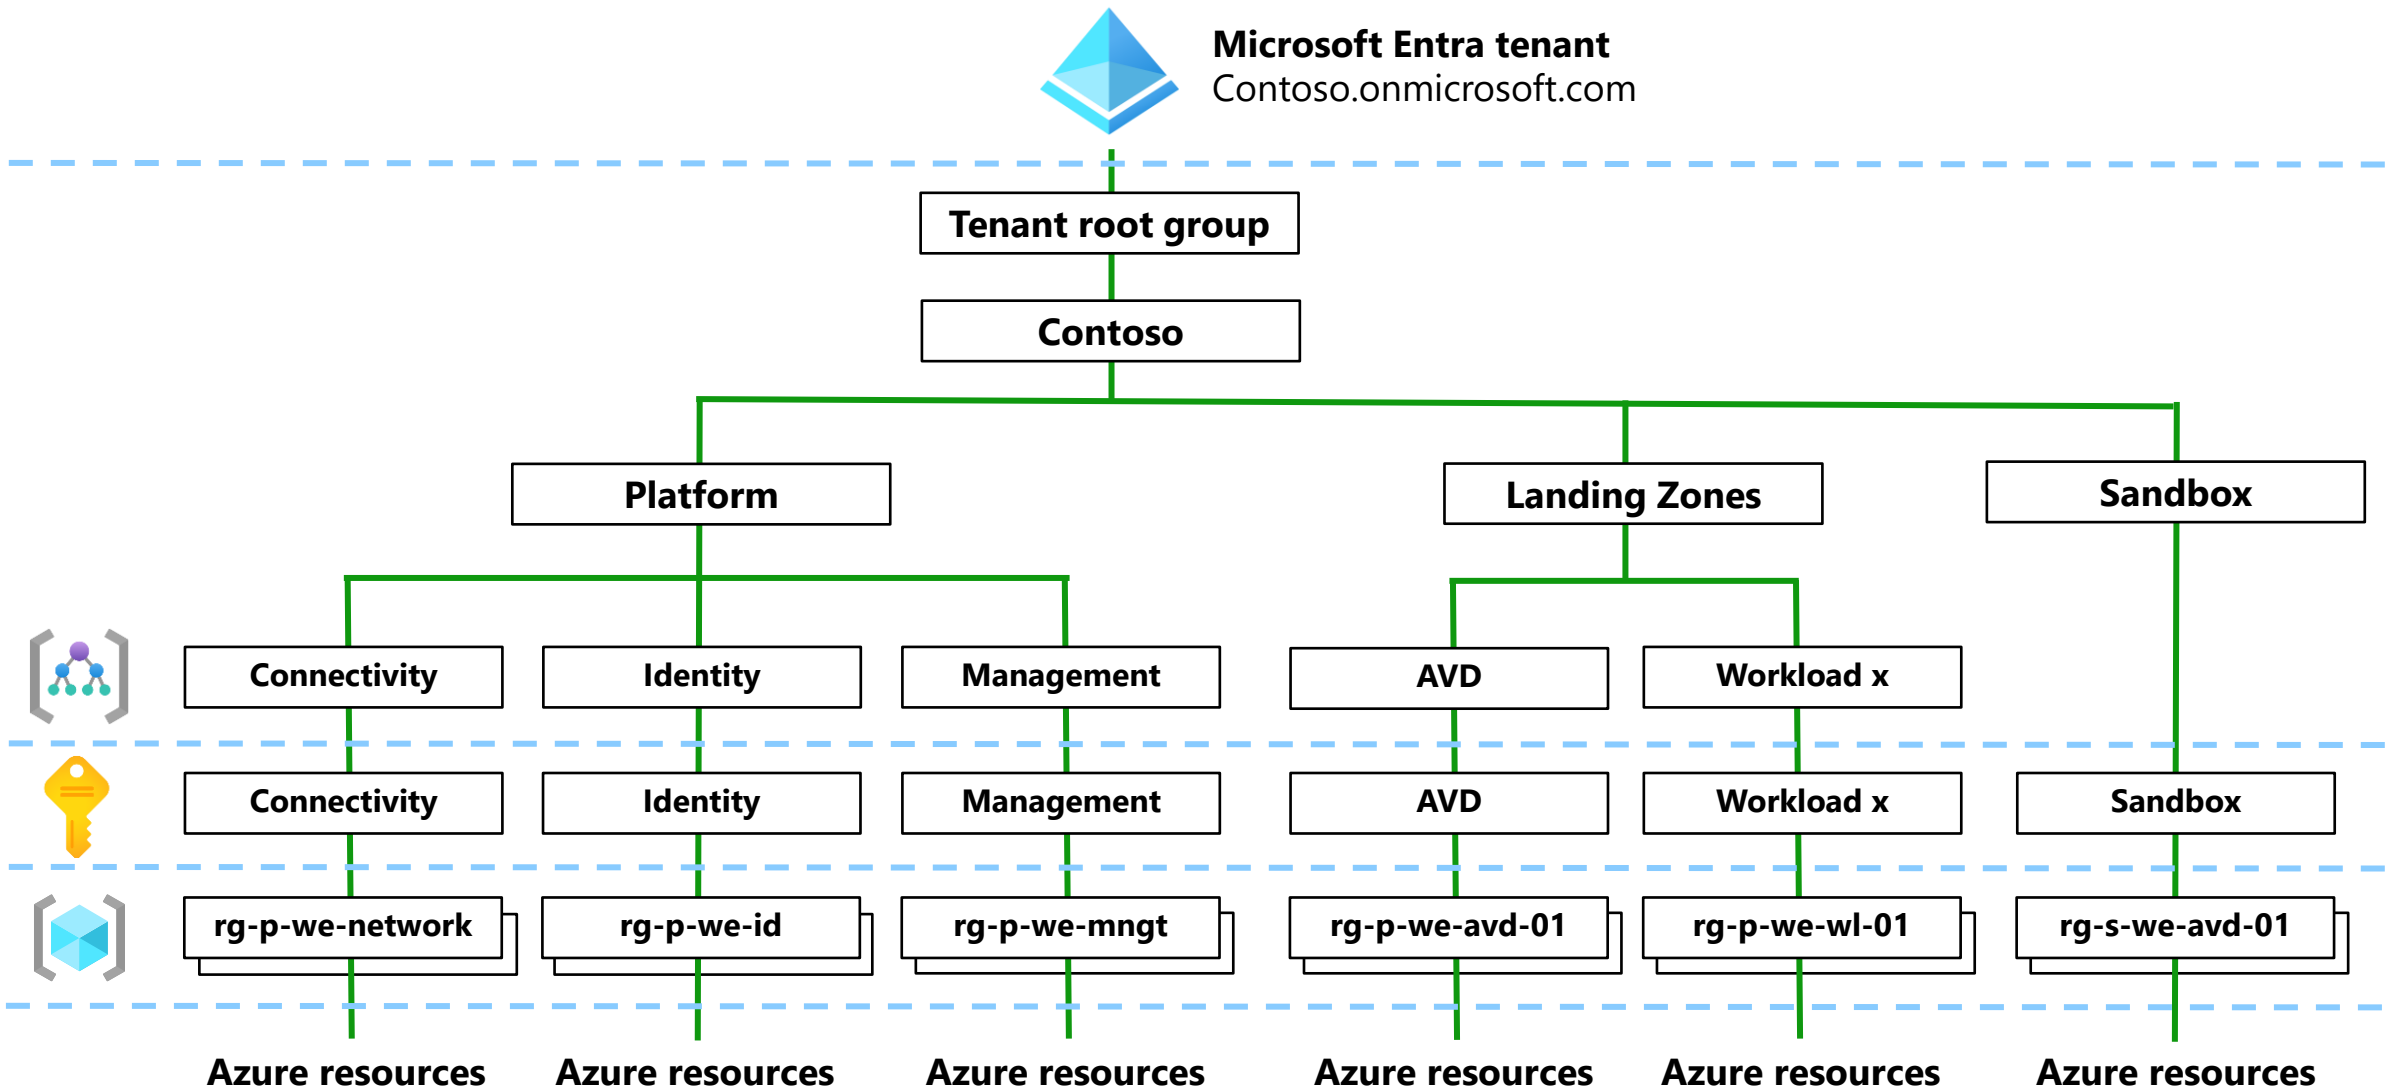 Microsoft Entra tenant
Contoso.onmicrosoft.com
Tenant root group
Contoso
Platform
Landing Zones
Sandbox
Connectivity
Identity
Management
AVD
Workload x
Connectivity
Identity
Management
AVD
Workload x
Sandbox
rg-p-we-network
rg-p-we-id
rg-p-we-mngt
rg-p-we-avd-01
rg-p-we-wl-01
rg-s-we-avd-01
Azure resources
Azure resources
Azure resources
Azure resources
Azure resources
Azure resources